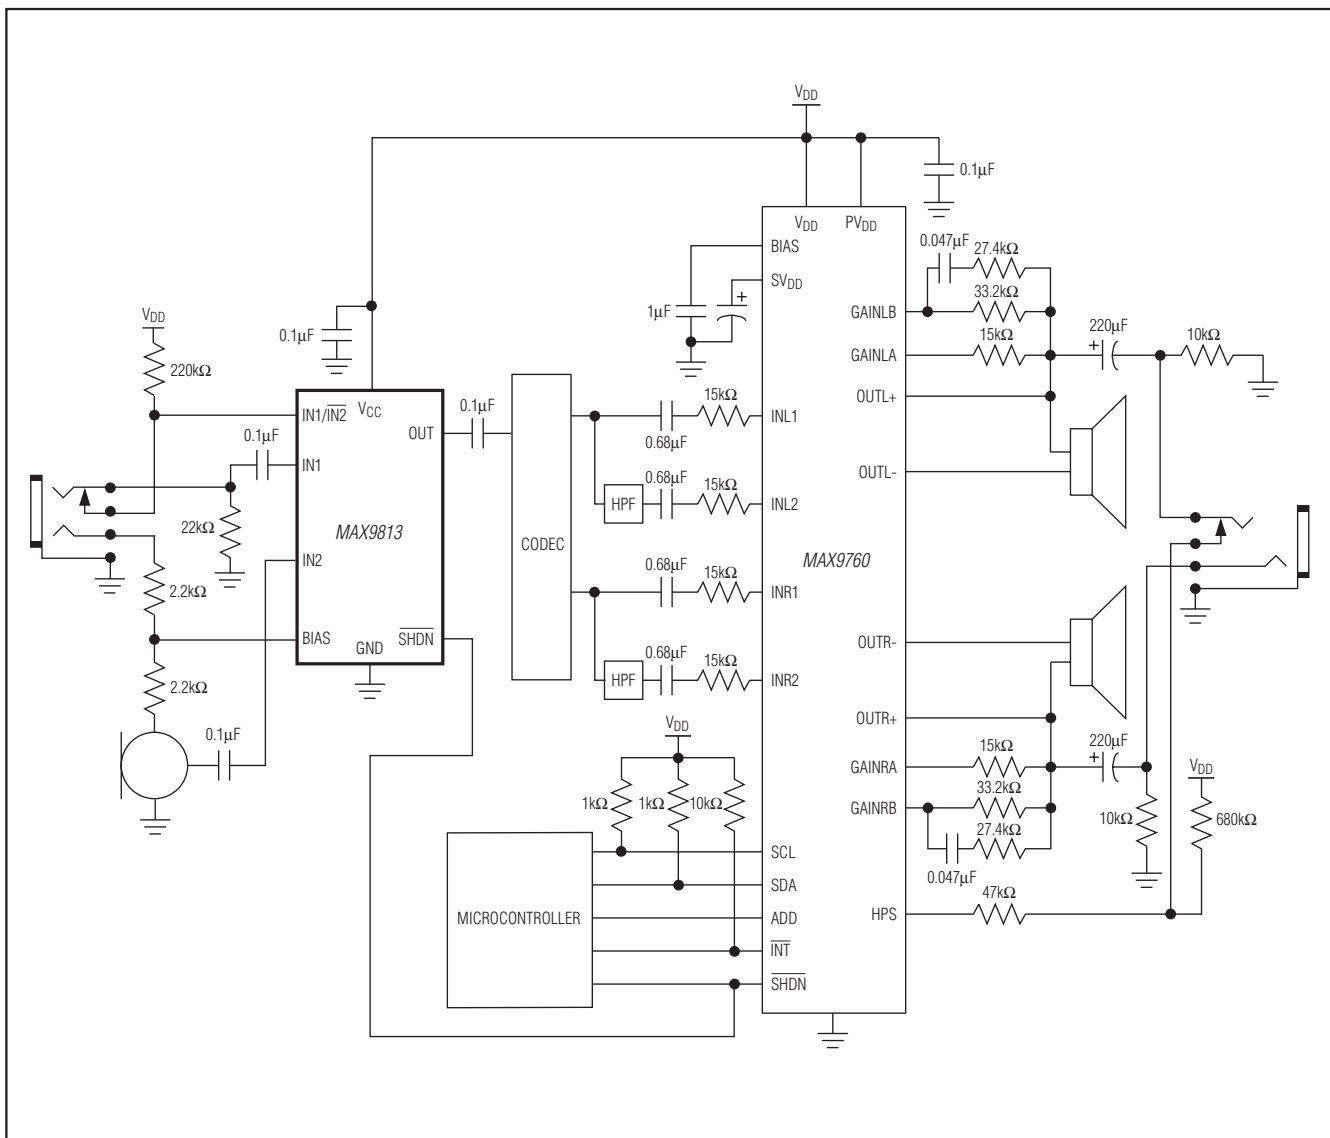 VDD
0.1µF
VDD PVDD
BIAS
SVDD
1µF
+
0.047µF
27.4kΩ
33.2kΩ
GAINLB
15kΩ
GAINLA
220µF
+
10kΩ
OUTL+
OUTL-
VDD
220kΩ
0.1µF
IN1/IN2
VCC
OUT
0.1µF
0.1µF
IN1
22kΩ
MAX9813
IN2
2.2kΩ
BIAS
GND
SHDN
2.2kΩ
0.1µF
CODEC
15kΩ
0.68µF
INL1
HPF
0.68µF
15kΩ
INL2
0.68µF
15kΩ
INR1
HPF
0.68µF
15kΩ
INR2
MAX9760
OUTR-
OUTR+
15kΩ
GAINRA
220µF
+
33.2kΩ
GAINRB
27.4kΩ
0.047µF
10kΩ
VDD
680kΩ
47kΩ
HPS
VDD
1kΩ
1kΩ
10kΩ
MICROCONTROLLER
SCL
SDA
ADD
INT
SHDN